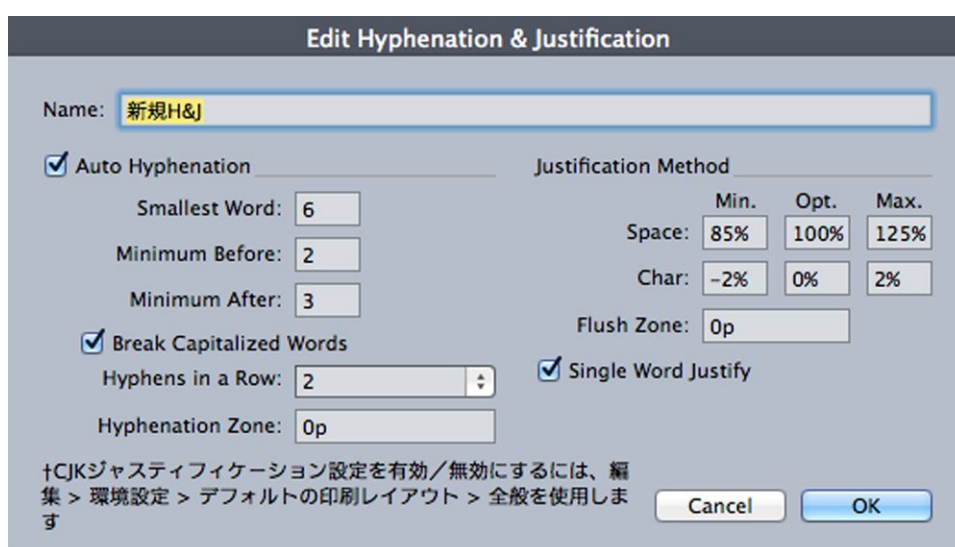 Edit Hyphenation & Justification
Name: 新規H&J
Auto Hyphenation
Smallest Word: 6
Minimum Before: 2
Minimum After: 3
Break Capitalized Words
Hyphens in a Row: 2
Hyphenation Zone: 0p
Justification Method
Min. Opt. Max.
Space: 85% 100% 125%
Char: -2% 0% 2%
Flush Zone: 0p
Single Word Justify
†CJKジャスティフィケーション設定を有効／無効にするには、編
集 > 環境設定 > デフォルトの印刷レイアウト > 全般を使用しま
す
Cancel OK